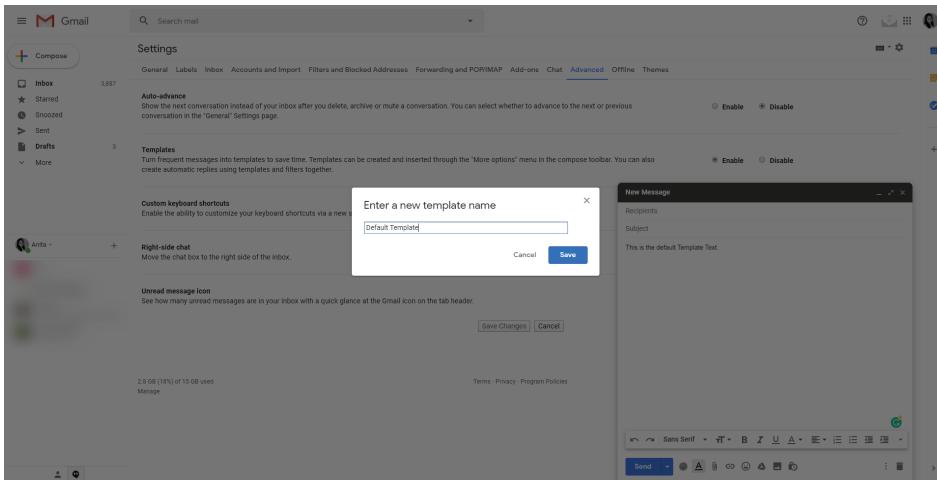 Gmail
Search mail
Compose
Inbox 3,887
Starred
Snoozed
Sent
Drafts 3
More
Anita
Settings
General Labels Inbox Accounts and Import Filters and Blocked Addresses Forwarding and POP/IMAP Add-ons Chat Advanced Offline Themes
Auto-advance
Show the next conversation instead of your inbox after you delete, archive or mute a conversation. You can select whether to advance to the next or previous
conversation in the "General" Settings page.
Enable Disable
Templates
Turn frequent messages into templates to save time. Templates can be created and inserted through the "More options" menu in the compose toolbar. You can also
create automatic replies using templates and filters together.
Enable Disable
Custom keyboard shortcuts
Enable the ability to customize your keyboard shortcuts via a new s
Right-side chat
Move the chat box to the right side of the inbox.
Unread message icon
See how many unread messages are in your inbox with a quick glance at the Gmail icon on the tab header.
Save Changes Cancel
2.8 GB (18%) of 15 GB used
Manage
Terms · Privacy · Program Policies
Enter a new template name
Default Template
Cancel Save
New Message
Recipients
Subject
This is the default Template Text.
Sans Serif
Send